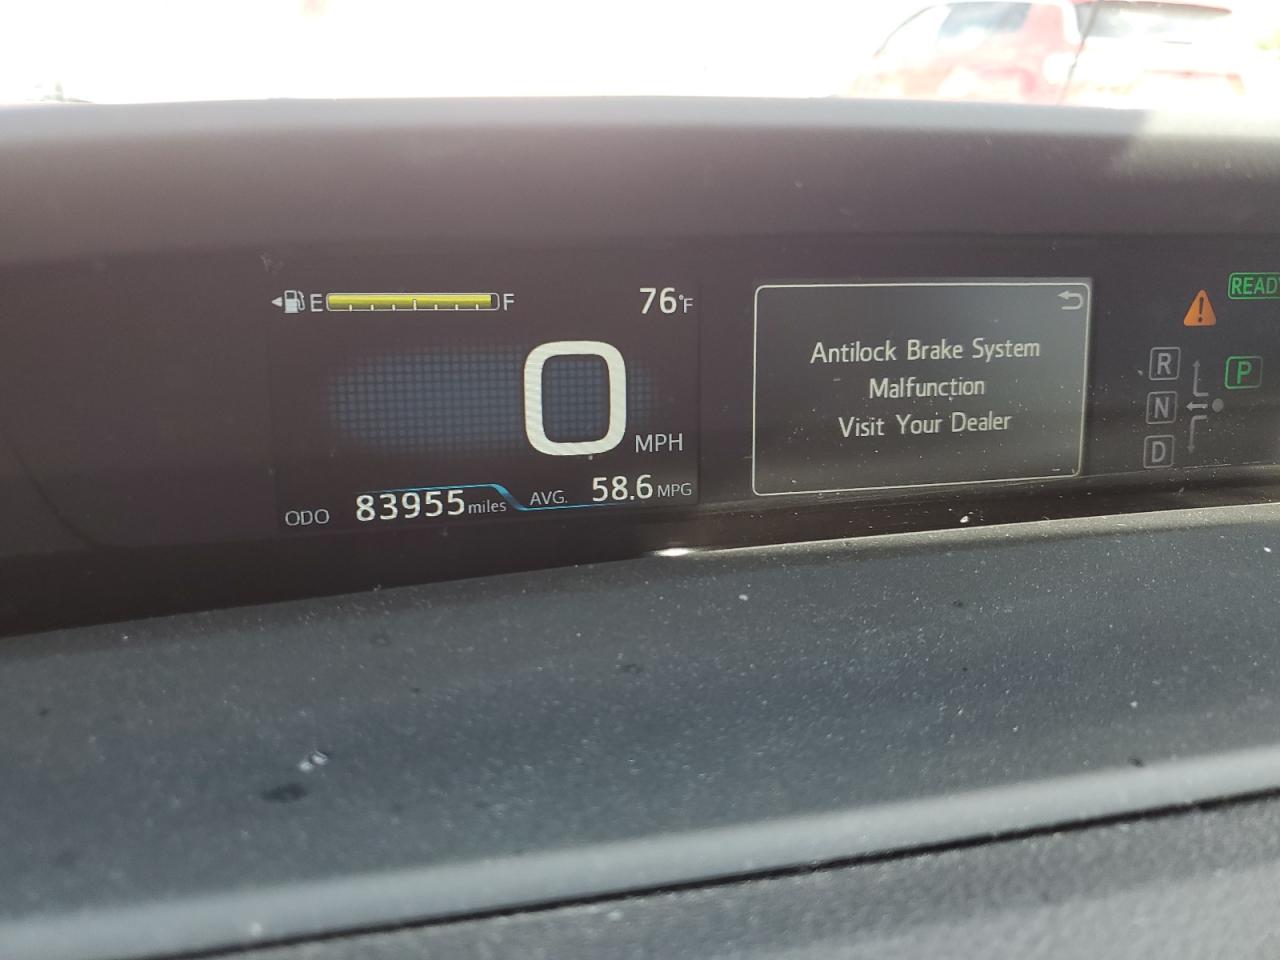 E F 76°F
0 MPH
ODO 83955 miles AVG. 58.6 MPG
Antilock Brake System
Malfunction
Visit Your Dealer
READY
R
N
D
P